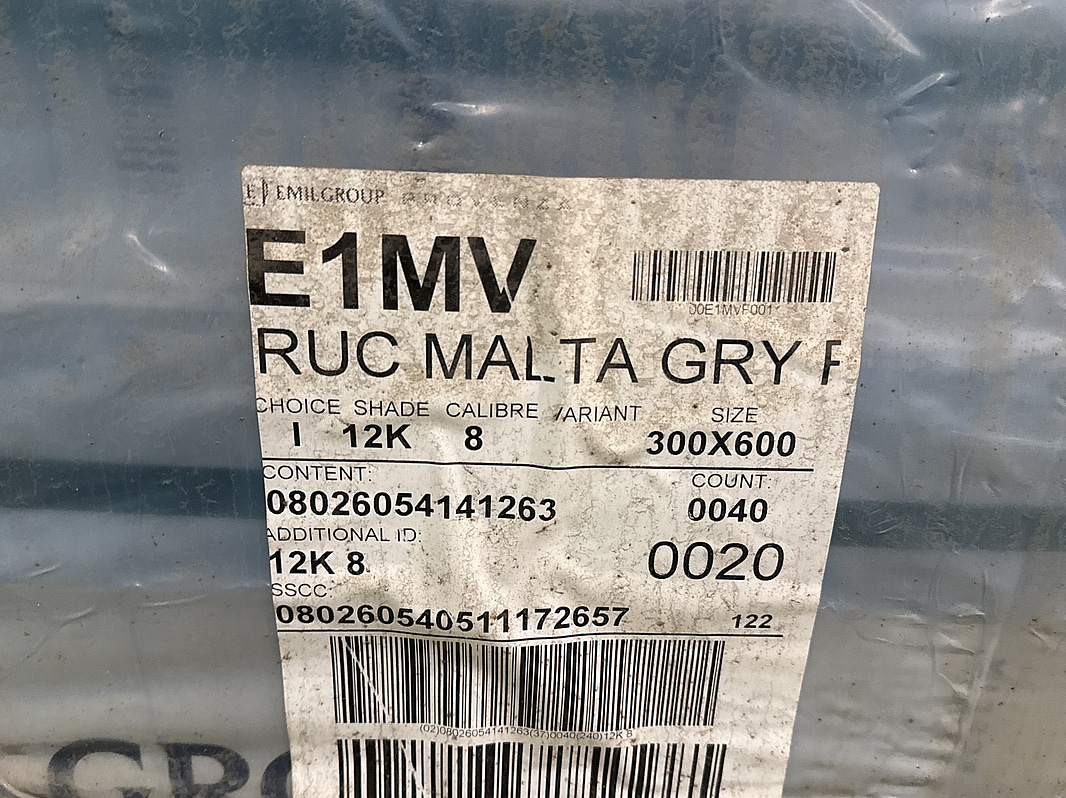 E EMILGROUP PROVENZA
E1MV
00E1MVF001
RUC MALTA GRY F
CHOICE SHADE CALIBRE VARIANT SIZE
I 12K 8 300X600
CONTENT: COUNT:
08026054141263 0040
ADDITIONAL ID:
12K 8 0020
SSCC:
080260540511172657 122
(02)08026054141263(37)0040(240)12K 8
GRO